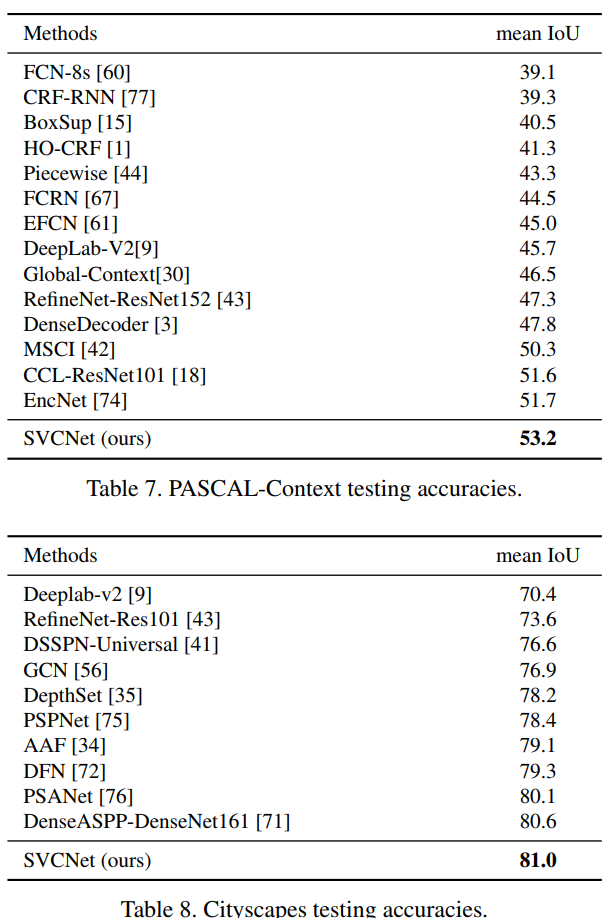 Methods mean IoU
FCN-8s [60] 39.1
CRF-RNN [77] 39.3
BoxSup [15] 40.5
HO-CRF [1] 41.3
Piecewise [44] 43.3
FCRN [67] 44.5
EFCN [61] 45.0
DeepLab-V2[9] 45.7
Global-Context[30] 46.5
RefineNet-ResNet152 [43] 47.3
DenseDecoder [3] 47.8
MSCI [42] 50.3
CCL-ResNet101 [18] 51.6
EncNet [74] 51.7
SVCNet (ours) 53.2
Table 7. PASCAL-Context testing accuracies.
Methods mean IoU
Deeplab-v2 [9] 70.4
RefineNet-Res101 [43] 73.6
DSSPN-Universal [41] 76.6
GCN [56] 76.9
DepthSet [35] 78.2
PSPNet [75] 78.4
AAF [34] 79.1
DFN [72] 79.3
PSANet [76] 80.1
DenseASPP-DenseNet161 [71] 80.6
SVCNet (ours) 81.0
Table 8. Cityscapes testing accuracies.